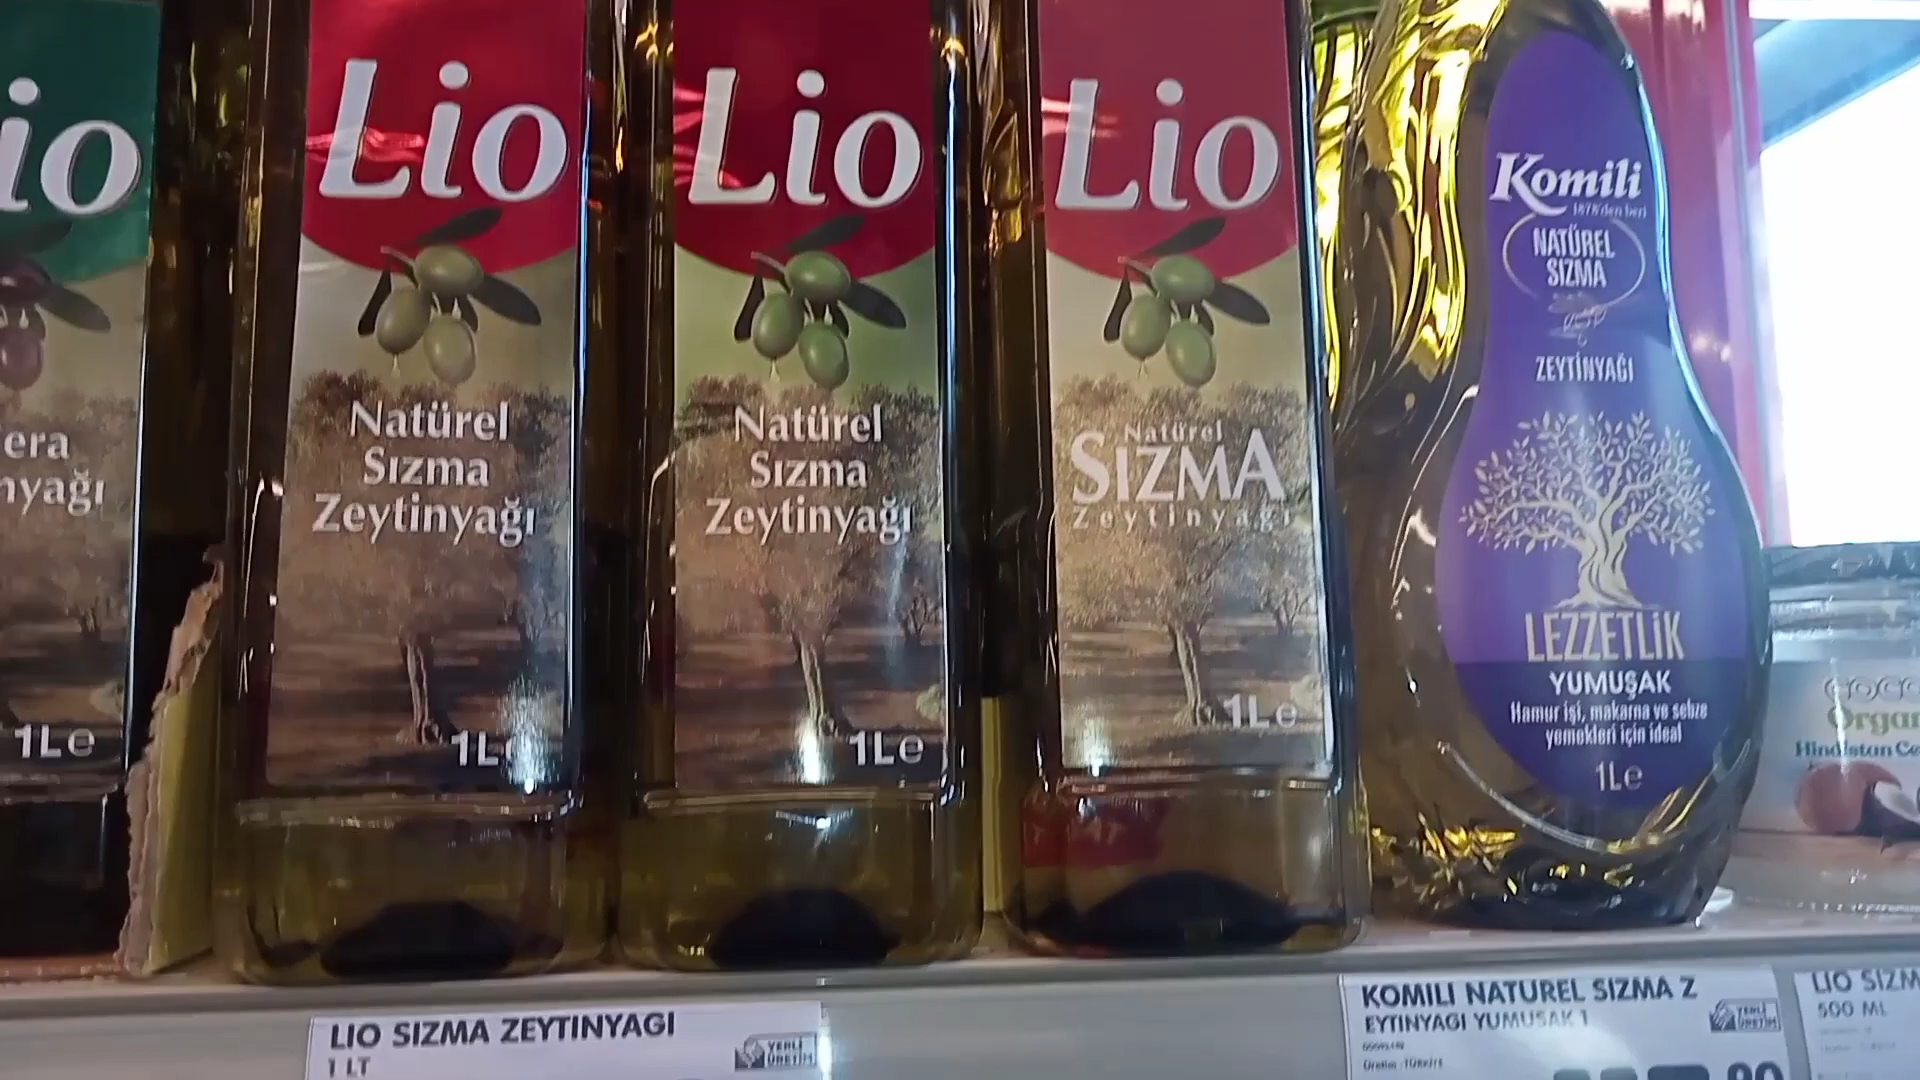 io
era
nyağı
1Le
Lio
Natürel
Sızma
Zeytinyağı
1L
Lio
Natürel
Sızma
Zeytinyağı
1Le
Lio
Natürel
SIZMA
Zeytinyağı
1Le
Komili
1878'den beri
NATÜREL
SIZMA
ZEYTİNYAĞI
LEZZETLİK
YUMUŞAK
Hamur işi, makarna ve sebze
yemekleri için ideal
1Le
Organ
Hindistan Ce
LIO SIZMA ZEYTINYAGI
1 LT
YERLİ
ÜRETİM
KOMILI NATUREL SIZMA Z
EYTINYAGI YUMUSAK 1
Üretim
YERLİ
ÜRETİM
90
LIO SIZM
500 ML